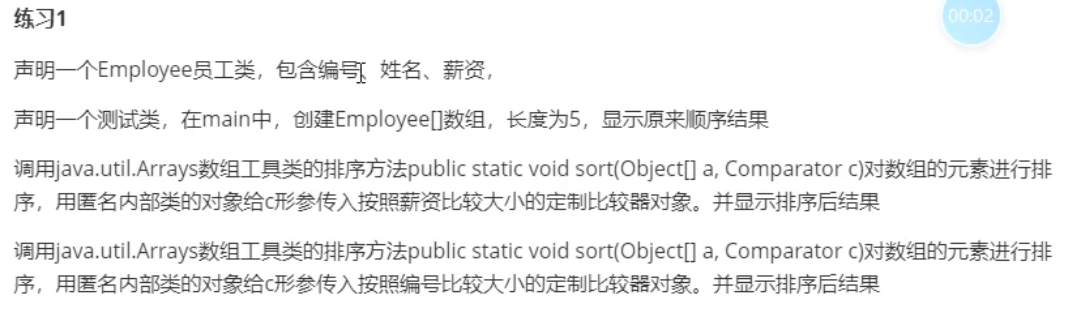 练习1
00:02
声明一个Employee员工类，包含编号、姓名、薪资，
声明一个测试类，在main中，创建Employee[]数组，长度为5，显示原来顺序结果
调用java.util.Arrays数组工具类的排序方法public static void sort(Object[] a, Comparator c)对数组的元素进行排
序，用匿名内部类的对象给c形参传入按照薪资比较大小的定制比较器对象。并显示排序后结果
调用java.util.Arrays数组工具类的排序方法public static void sort(Object[] a, Comparator c)对数组的元素进行排
序，用匿名内部类的对象给c形参传入按照编号比较大小的定制比较器对象。并显示排序后结果